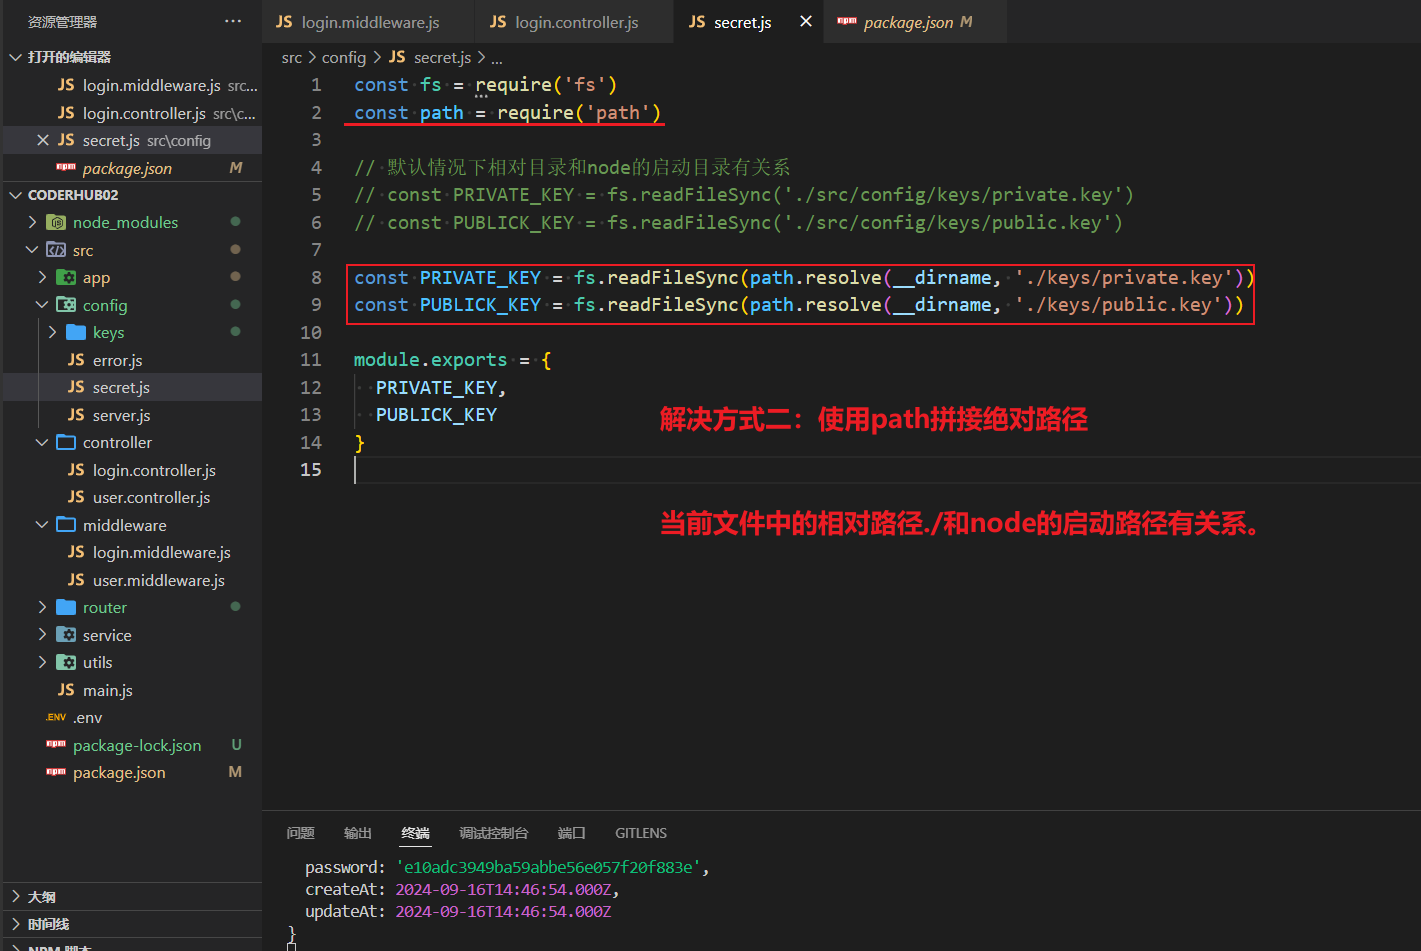 资源管理器 ···
打开的编辑器
JS login.middleware.js src...
JS login.controller.js src\c...
JS secret.js src\config
npm package.json M
CODERHUB02
node_modules
src
app
config
keys
JS error.js
JS secret.js
JS server.js
controller
JS login.controller.js
JS user.controller.js
middleware
JS login.middleware.js
JS user.middleware.js
router
service
utils
JS main.js
.ENV .env
npm package-lock.json U
npm package.json M
大纲
时间线
NPM 脚本
JS login.middleware.js JS login.controller.js JS secret.js npm package.json M
src > config > JS secret.js > ...
1 const fs = require('fs')
2 const path = require('path')
3
4 // 默认情况下相对目录和node的启动目录有关系
5 // const PRIVATE_KEY = fs.readFileSync('./src/config/keys/private.key')
6 // const PUBLICK_KEY = fs.readFileSync('./src/config/keys/public.key')
7
8 const PRIVATE_KEY = fs.readFileSync(path.resolve(__dirname, './keys/private.key'))
9 const PUBLICK_KEY = fs.readFileSync(path.resolve(__dirname, './keys/public.key'))
10
11 module.exports = {
12 PRIVATE_KEY,
13 PUBLICK_KEY
14 }
15
解决方式二：使用path拼接绝对路径
当前文件中的相对路径./和node的启动路径有关系。
问题 输出 终端 调试控制台 端口 GITLENS
password: 'e10adc3949ba59abbe56e057f20f883e',
createAt: 2024-09-16T14:46:54.000Z,
updateAt: 2024-09-16T14:46:54.000Z
}